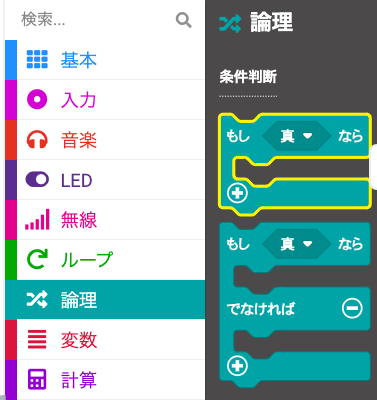 検索...
基本
入力
音楽
LED
無線
ループ
論理
変数
計算
論理
条件判断
もし 真 なら
もし 真 なら
でなければ